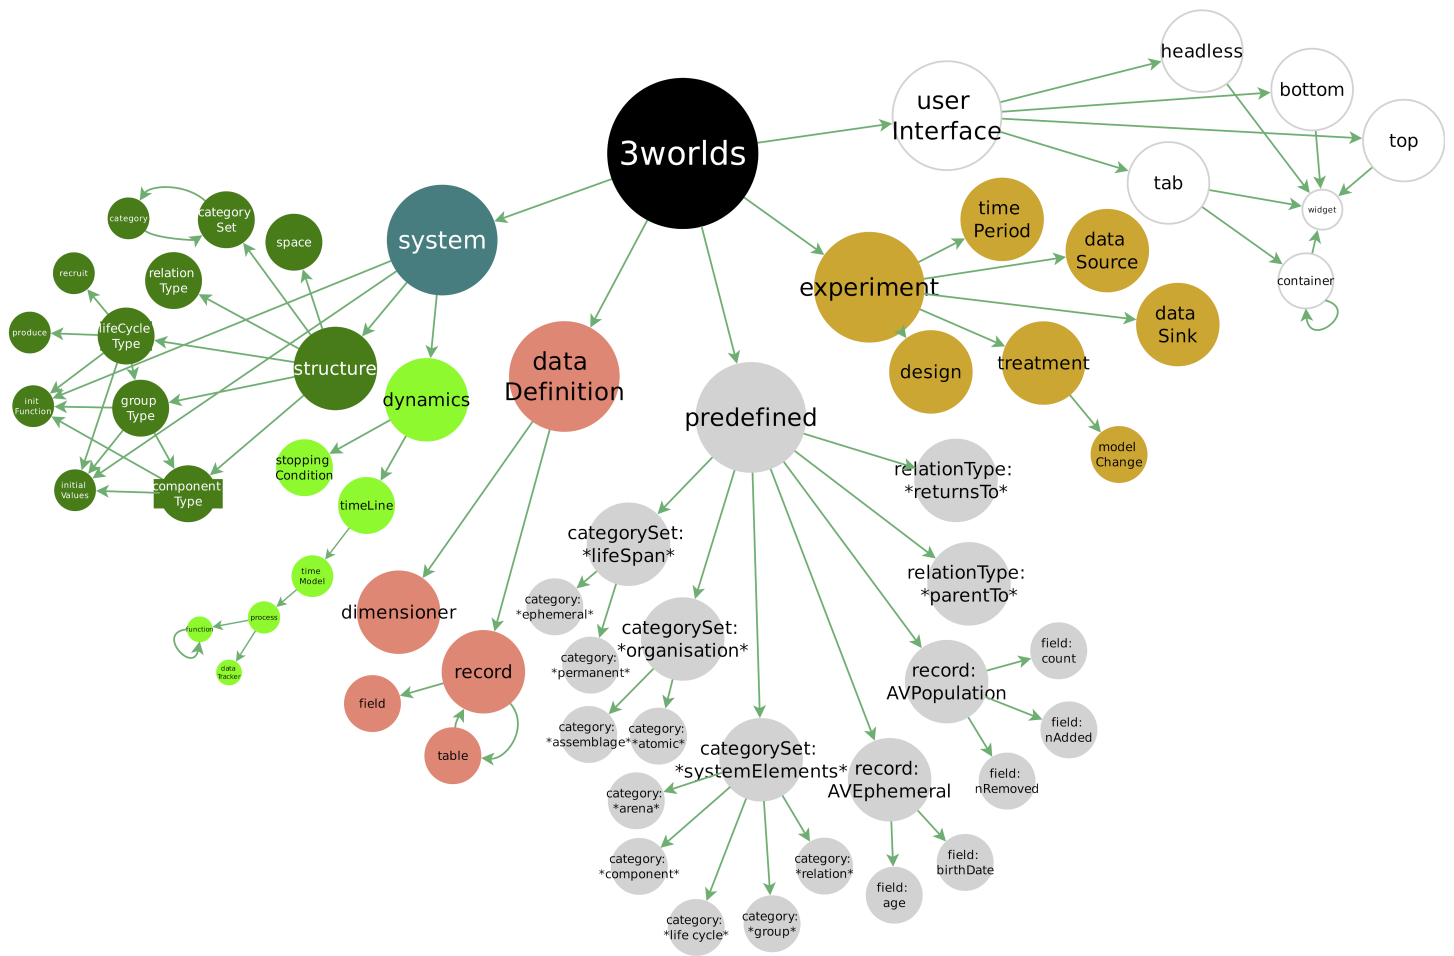 3worlds
user
Interface
headless
bottom
top
tab
widget
container
system
category
category
Set
space
recruit
relation
Type
produce
lifeCycle
Type
init
Function
group
Type
structure
initial
Values
component
Type
dynamics
stopping
Condition
timeLine
time
Model
process
function
data
Tracker
data
Definition
dimensioner
record
field
table
experiment
time
Period
data
Source
data
Sink
design
treatment
model
Change
predefined
relationType:
*returnsTo*
relationType:
*parentTo*
categorySet:
*lifeSpan*
category:
*ephemeral*
category:
*permanent*
categorySet:
*organisation*
category:
*assemblage*
category:
*atomic*
categorySet:
*systemElements*
category:
*arena*
category:
*component*
category:
*life cycle*
category:
*group*
category:
*relation*
record:
AVEphemeral
field:
age
field:
birthDate
record:
AVPopulation
field:
count
field:
nAdded
field:
nRemoved